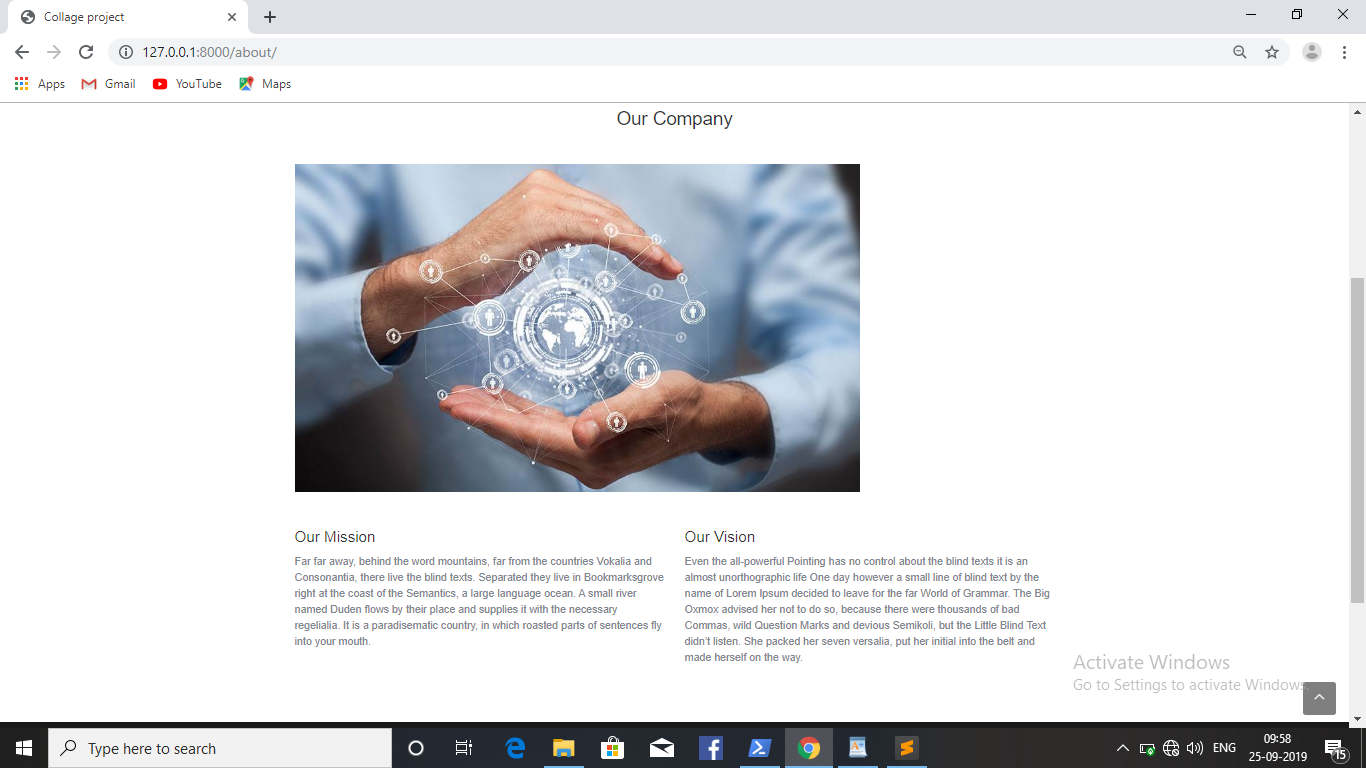 Collage project
127.0.0.1:8000/about/
Apps Gmail YouTube Maps
Our Company
Our Mission
Far far away, behind the word mountains, far from the countries Vokalia and
Consonantia, there live the blind texts. Separated they live in Bookmarksgrove
right at the coast of the Semantics, a large language ocean. A small river
named Duden flows by their place and supplies it with the necessary
regelialia. It is a paradisematic country, in which roasted parts of sentences fly
into your mouth.
Our Vision
Even the all-powerful Pointing has no control about the blind texts it is an
almost unorthographic life One day however a small line of blind text by the
name of Lorem Ipsum decided to leave for the far World of Grammar. The Big
Oxmox advised her not to do so, because there were thousands of bad
Commas, wild Question Marks and devious Semikoli, but the Little Blind Text
didn't listen. She packed her seven versalia, put her initial into the belt and
made herself on the way.
Activate Windows
Go to Settings to activate Windows.
Type here to search
ENG
09:58
25-09-2019
15